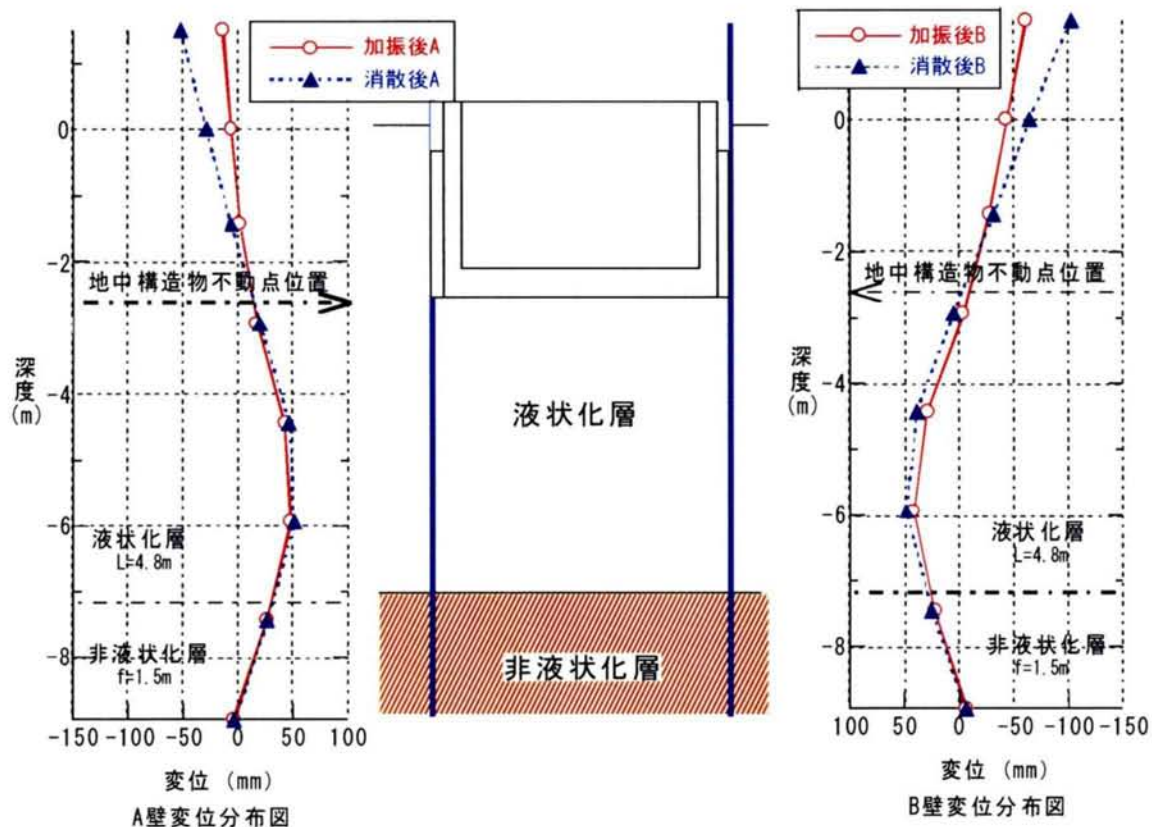 加振後A
消散後A
0
-2
-4
-6
-8
深度
(m)
地中構造物不動点位置
液状化層
L=4.8m
非液状化層
f=1.5m
-150 -100 -50 0 50 100
変位 (mm)
A壁変位分布図
液状化層
非液状化層
加振後B
消散後B
0
-2
-4
-6
-8
深度
(m)
地中構造物不動点位置
液状化層
L=4.8m
非液状化層
f=1.5m
100 50 0 -50 -100 -150
変位 (mm)
B壁変位分布図